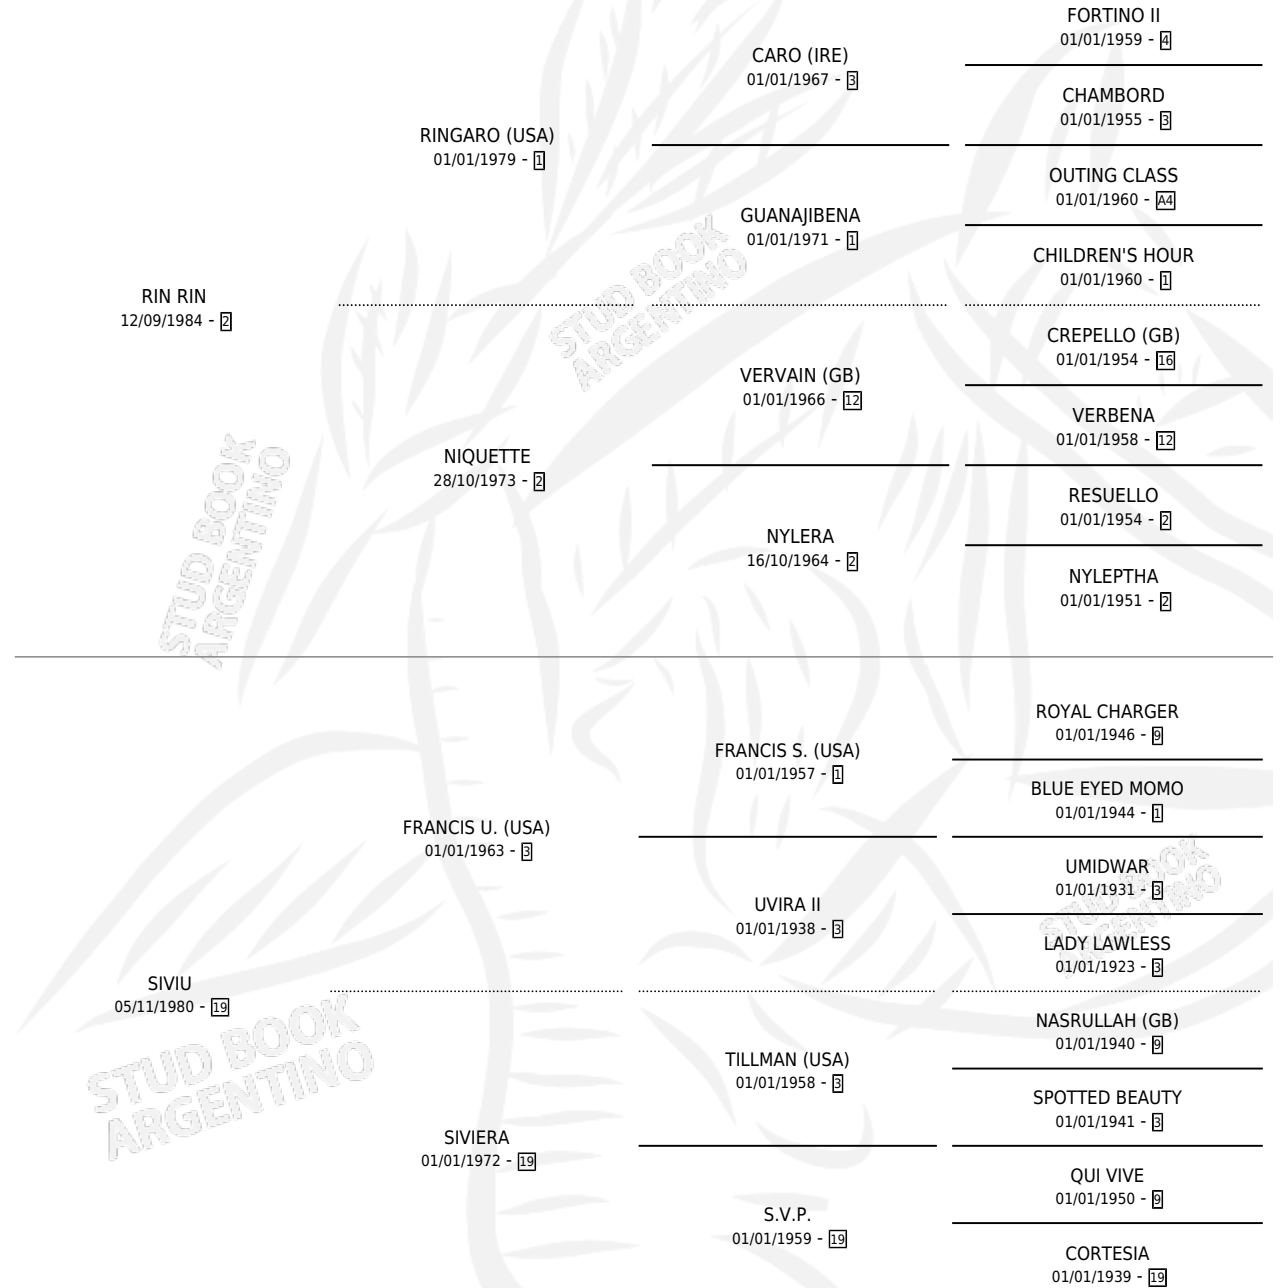 FORTINO II
01/01/1959 - 4
CARO (IRE)
01/01/1967 - 3
CHAMBORD
01/01/1955 - 3
RINGARO (USA)
01/01/1979 - 1
OUTING CLASS
01/01/1960 - A4
GUANAJIBENA
01/01/1971 - 1
CHILDREN'S HOUR
01/01/1960 - 1
RIN RIN
12/09/1984 - 2
CREPELLO (GB)
01/01/1954 - 16
VERVAIN (GB)
01/01/1966 - 12
VERBENA
01/01/1958 - 12
NIQUETTE
28/10/1973 - 2
RESUELLO
01/01/1954 - 2
NYLERA
16/10/1964 - 2
NYLEPTHA
01/01/1951 - 2
ROYAL CHARGER
01/01/1946 - 9
FRANCIS S. (USA)
01/01/1957 - 1
BLUE EYED MOMO
01/01/1944 - 1
FRANCIS U. (USA)
01/01/1963 - 3
UMIDWAR
01/01/1931 - 3
UVIRA II
01/01/1938 - 3
LADY LAWLESS
01/01/1923 - 3
SIVIU
05/11/1980 - 19
NASRULLAH (GB)
01/01/1940 - 9
TILLMAN (USA)
01/01/1958 - 3
SPOTTED BEAUTY
01/01/1941 - 3
SIVIERA
01/01/1972 - 19
QUI VIVE
01/01/1950 - 9
S.V.P.
01/01/1959 - 19
CORTESIA
01/01/1939 - 19
STUD BOOK
ARGENTINO
STUD BOOK
ARGENTINO
STUD BOOK
ARGENTINO
STUD BOOK
ARGENTINO